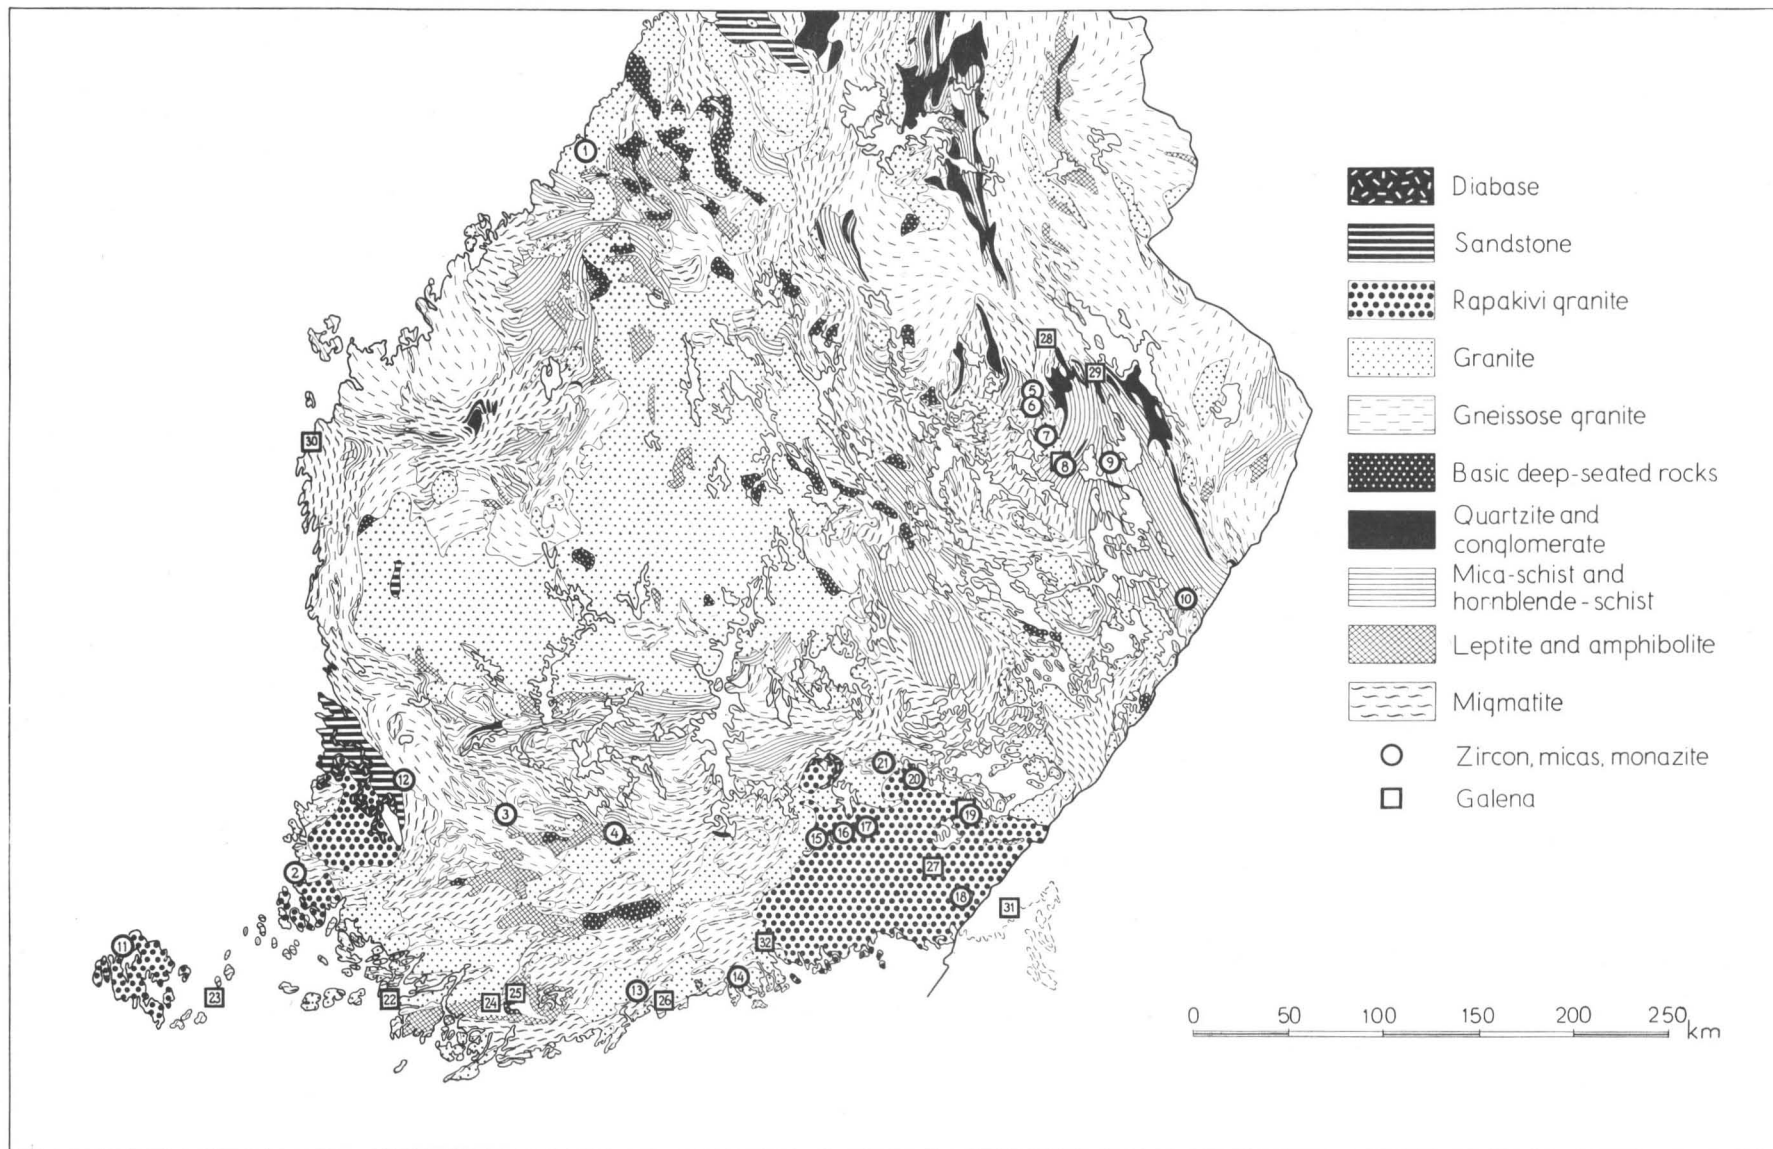 Diabase
Sandstone
Rapakivi granite
Granite
Gneissose granite
Basic deep-seated rocks
Quartzite and
conglomerate
Mica-schist and
hornblende-schist
Leptite and amphibolite
Migmatite
Zircon, micas, monazite
Galena
1
28
29
5
6
30
7
8
9
10
21
12
20
3
19
4
17
16
15
27
2
18
31
32
11
14
23
22
24
25
13
26
0 50 100 150 200 250 km